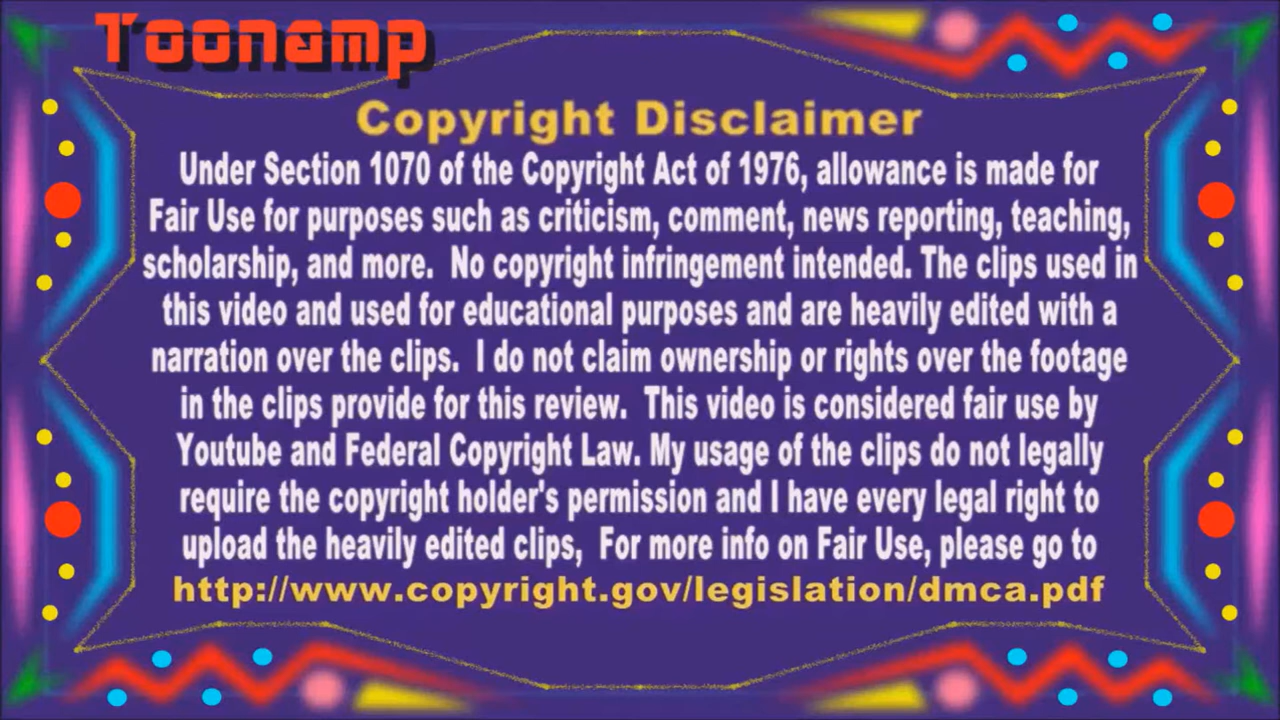 Toonamp
Copyright Disclaimer
Under Section 1070 of the Copyright Act of 1976, allowance is made for
Fair Use for purposes such as criticism, comment, news reporting, teaching,
scholarship, and more.  No copyright infringement intended. The clips used in
this video and used for educational purposes and are heavily edited with a
narration over the clips.  I do not claim ownership or rights over the footage
in the clips provide for this review.  This video is considered fair use by
Youtube and Federal Copyright Law. My usage of the clips do not legally
require the copyright holder's permission and I have every legal right to
upload the heavily edited clips,  For more info on Fair Use, please go to
http://www.copyright.gov/legislation/dmca.pdf